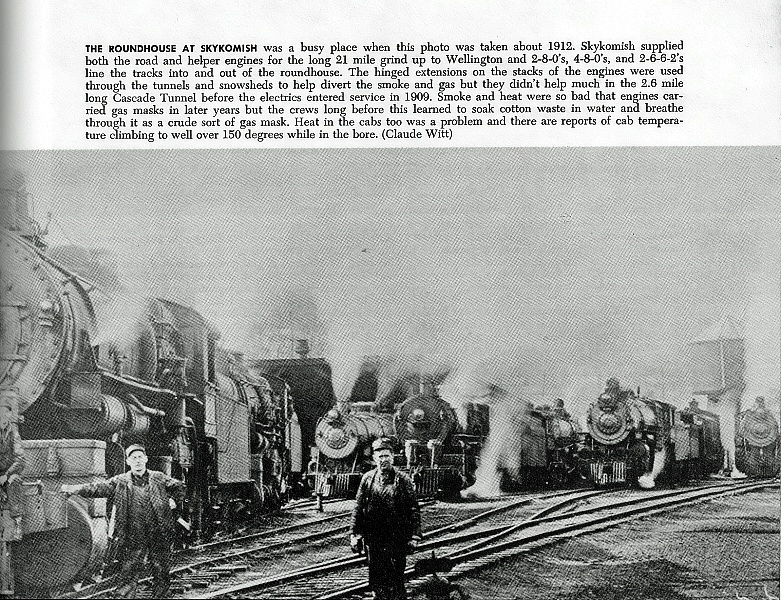 THE ROUNDHOUSE AT SKYKOMISH was a busy place when this photo was taken about 1912. Skykomish supplied
both the road and helper engines for the long 21 mile grind up to Wellington and 2-8-0's, 4-8-0's, and 2-6-6-2's
line the tracks into and out of the roundhouse. The hinged extensions on the stacks of the engines were used
through the tunnels and snowsheds to help divert the smoke and gas but they didn't help much in the 2.6 mile
long Cascade Tunnel before the electrics entered service in 1909. Smoke and heat were so bad that engines car-
ried gas masks in later years but the crews long before this learned to soak cotton waste in water and breathe
through it as a crude sort of gas mask. Heat in the cabs too was a problem and there are reports of cab tempera-
ture climbing to well over 150 degrees while in the bore. (Claude Witt)